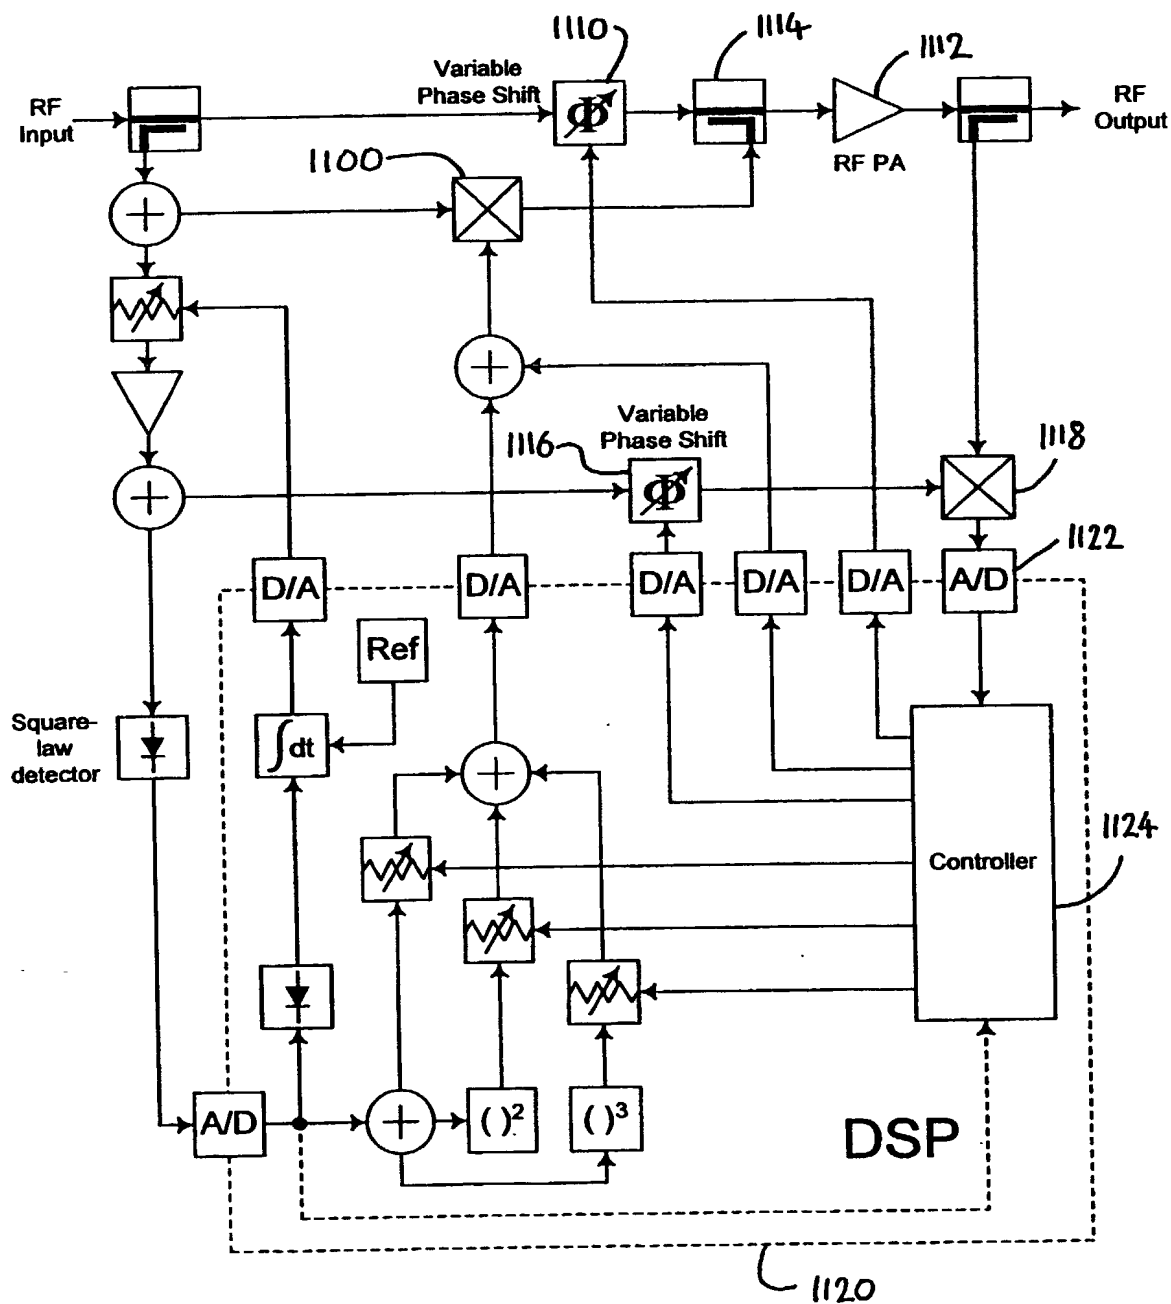 1110
1114
1112
Variable
Phase Shift
RF
Input
Φ
RF
Output
RF PA
1100
Variable
Phase Shift
1116
Φ
1118
1122
D/A
D/A
D/A
D/A
D/A
A/D
Ref
∫dt
Square-
law
detector
Controller
1124
A/D
( )²
( )³
DSP
1120